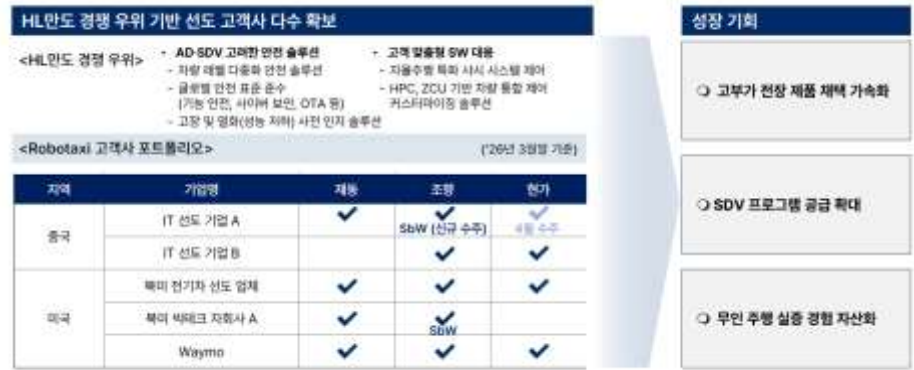 HL만도 경쟁 우위 기반 선도 고객사 다수 확보
<HL만도 경쟁 우위>
- AD·SDV 고려한 안전 솔루션
- 차량 레벨 다중화 안전 솔루션
- 글로벌 안전 표준 준수
(기능 안전, 사이버 보안, OTA 등)
- 고장 및 열화(성능 저하) 사전 인지 솔루션
- 고객 맞춤형 SW 대응
- 자율주행 특화 샤시 시스템 제어
- HPC, ZCU 기반 차량 통합 제어
커스터마이징 솔루션
<Robotaxi 고객사 포트폴리오>
('26년 3월말 기준)
지역 기업명 제동 조향 현가
중국
IT 선도 기업 A ✔ ✔ ✔
SbW (신규 수주) 4월 수주
IT 선도 기업 B ✔ ✔
미국
북미 전기차 선도 업체 ✔ ✔ ✔
북미 빅테크 자회사 A ✔ ✔
SbW
Waymo ✔ ✔ ✔
성장 기회
❍ 고부가 전장 제품 채택 가속화
❍ SDV 프로그램 공급 확대
❍ 무인 주행 실증 경험 자산화